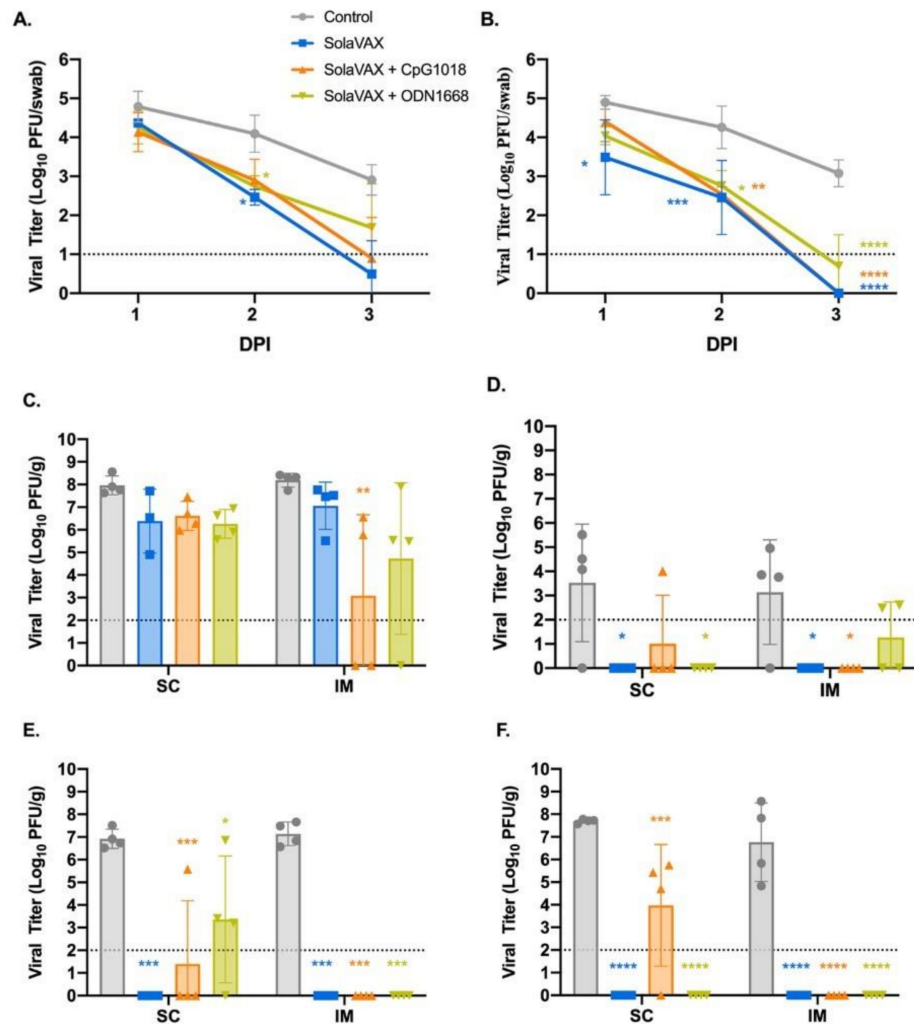 A.
Control
SolaVAX
SolaVAX + CpG1018
SolaVAX + ODN1668
B.
Viral Titer (Log10 PFU/swab)
6
5
4
3
2
1
0
*
*
1 2 3
DPI
Viral Titer (Log10 PFU/swab)
6
5
4
3
2
1
0
*
***
* **
****
****
****
1 2 3
DPI
C.
Viral Titer (Log10 PFU/g)
10
9
8
7
6
5
4
3
2
1
0
**
SC IM
D.
Viral Titer (Log10 PFU/g)
10
9
8
7
6
5
4
3
2
1
0
* * * *
SC IM
E.
Viral Titer (Log10 PFU/g)
10
9
8
7
6
5
4
3
2
1
0
*** *** * *** *** ***
SC IM
F.
Viral Titer (Log10 PFU/g)
10
9
8
7
6
5
4
3
2
1
0
**** *** **** **** **** ****
SC IM